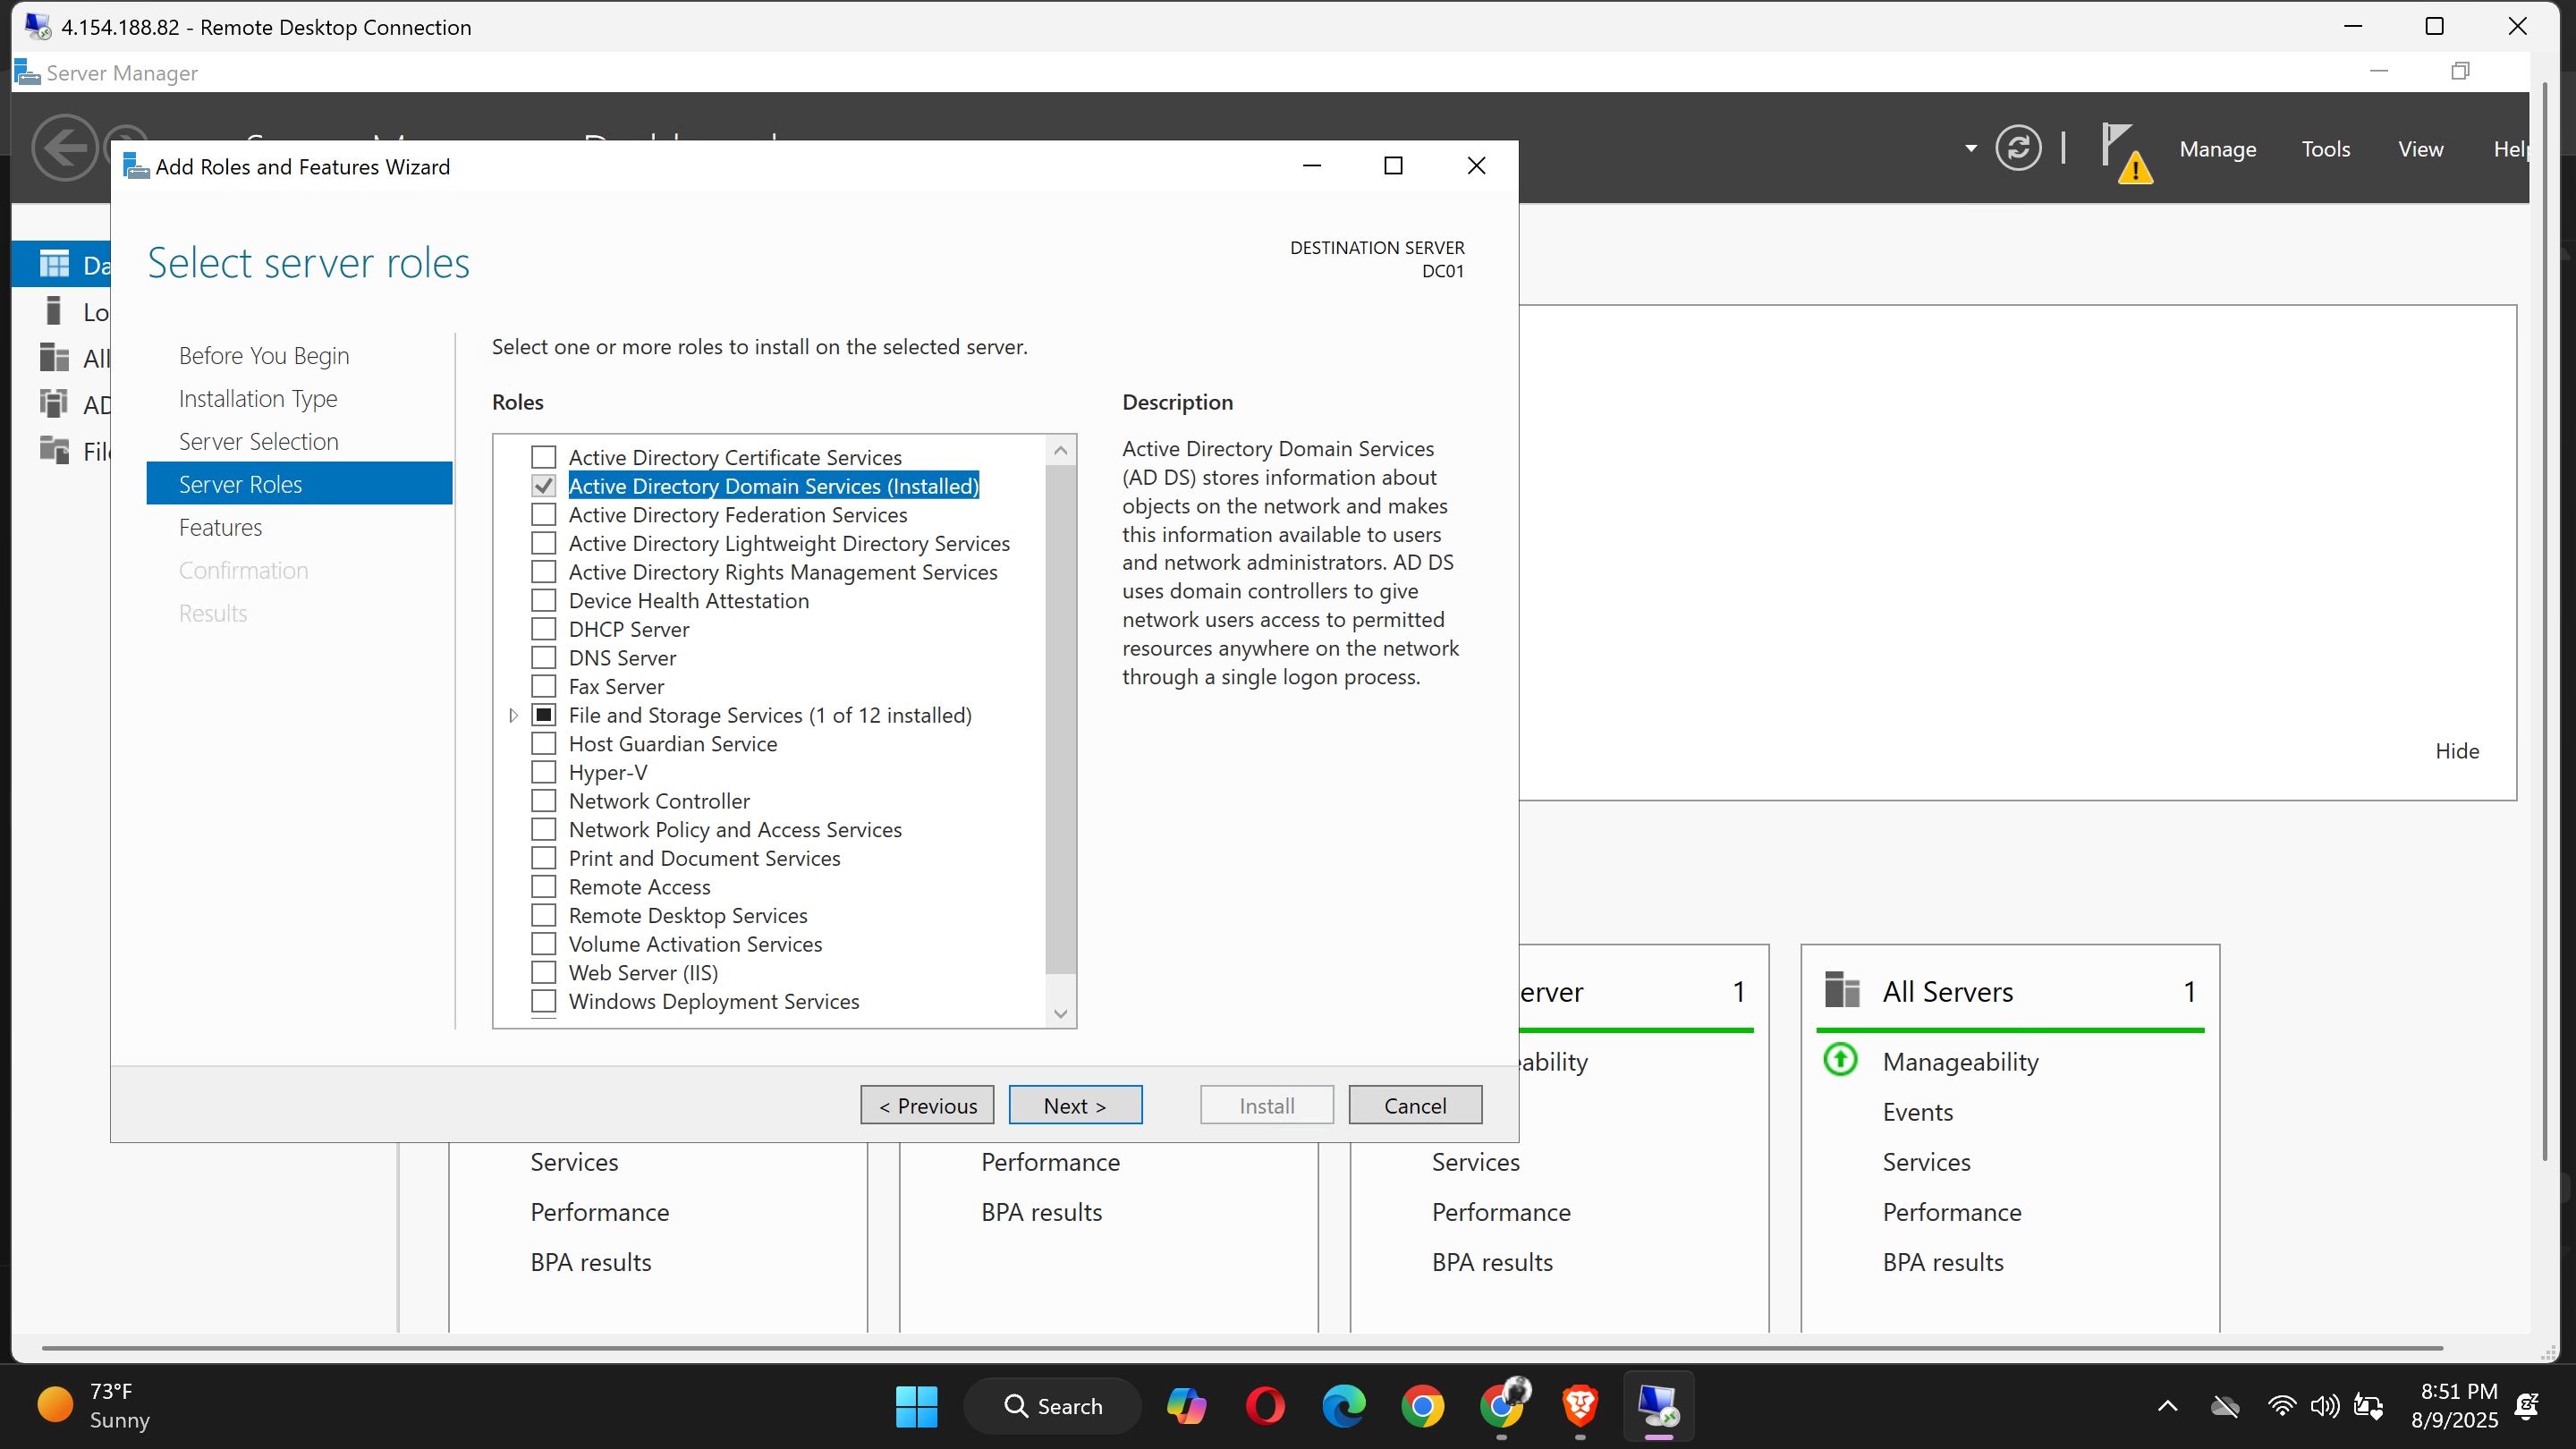 4.154.188.82 - Remote Desktop Connection
Server Manager
Manage
Tools
View
Help
Add Roles and Features Wizard
Select server roles
DESTINATION SERVER
DC01
Before You Begin
Installation Type
Server Selection
Server Roles
Features
Confirmation
Results
Select one or more roles to install on the selected server.
Roles
Active Directory Certificate Services
Active Directory Domain Services (Installed)
Active Directory Federation Services
Active Directory Lightweight Directory Services
Active Directory Rights Management Services
Device Health Attestation
DHCP Server
DNS Server
Fax Server
File and Storage Services (1 of 12 installed)
Host Guardian Service
Hyper-V
Network Controller
Network Policy and Access Services
Print and Document Services
Remote Access
Remote Desktop Services
Volume Activation Services
Web Server (IIS)
Windows Deployment Services
Description
Active Directory Domain Services
(AD DS) stores information about
objects on the network and makes
this information available to users
and network administrators. AD DS
uses domain controllers to give
network users access to permitted
resources anywhere on the network
through a single logon process.
< Previous
Next >
Install
Cancel
Da
Lo
All
AD
File
Hide
erver 1
ability
Services
Performance
BPA results
Performance
BPA results
Services
Performance
BPA results
All Servers 1
Manageability
Events
Services
Performance
BPA results
73°F
Sunny
Search
8:51 PM
8/9/2025